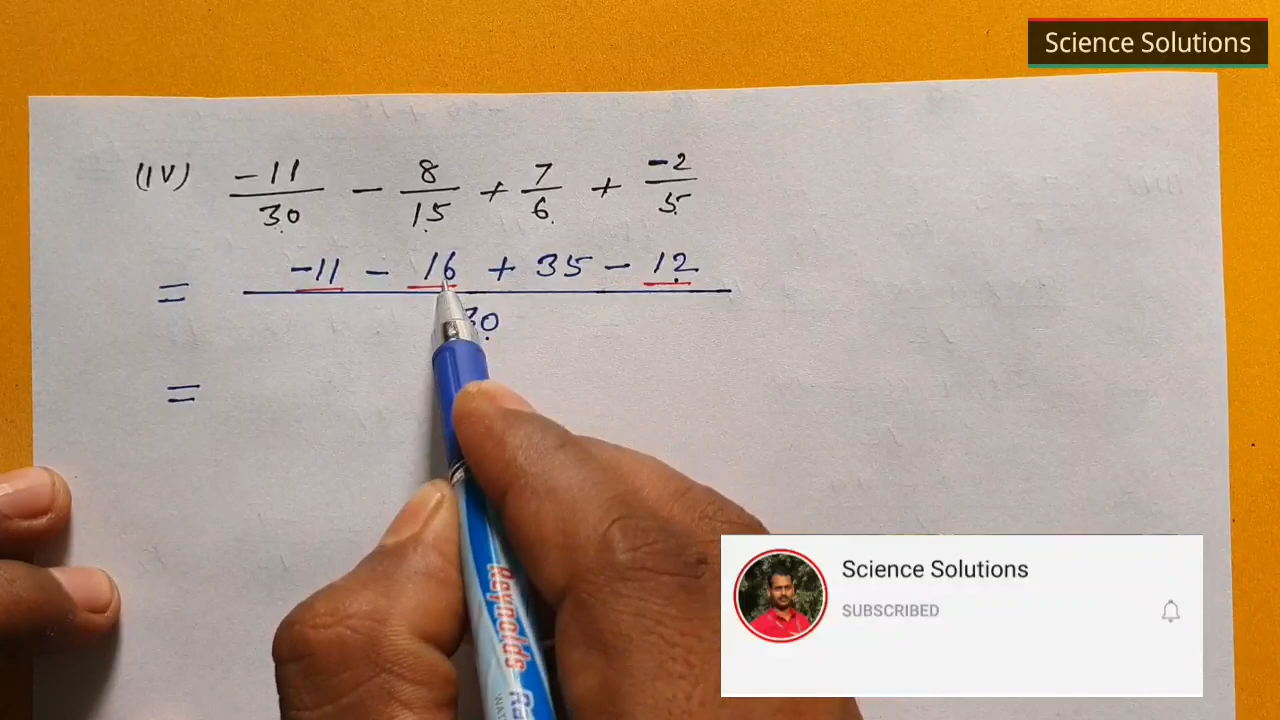 Science Solutions
(IV) -11/30 - 8/15 + 7/6 + -2/5
= -11 - 16 + 35 - 12 / 30
=
Reynolds
Science Solutions
SUBSCRIBED